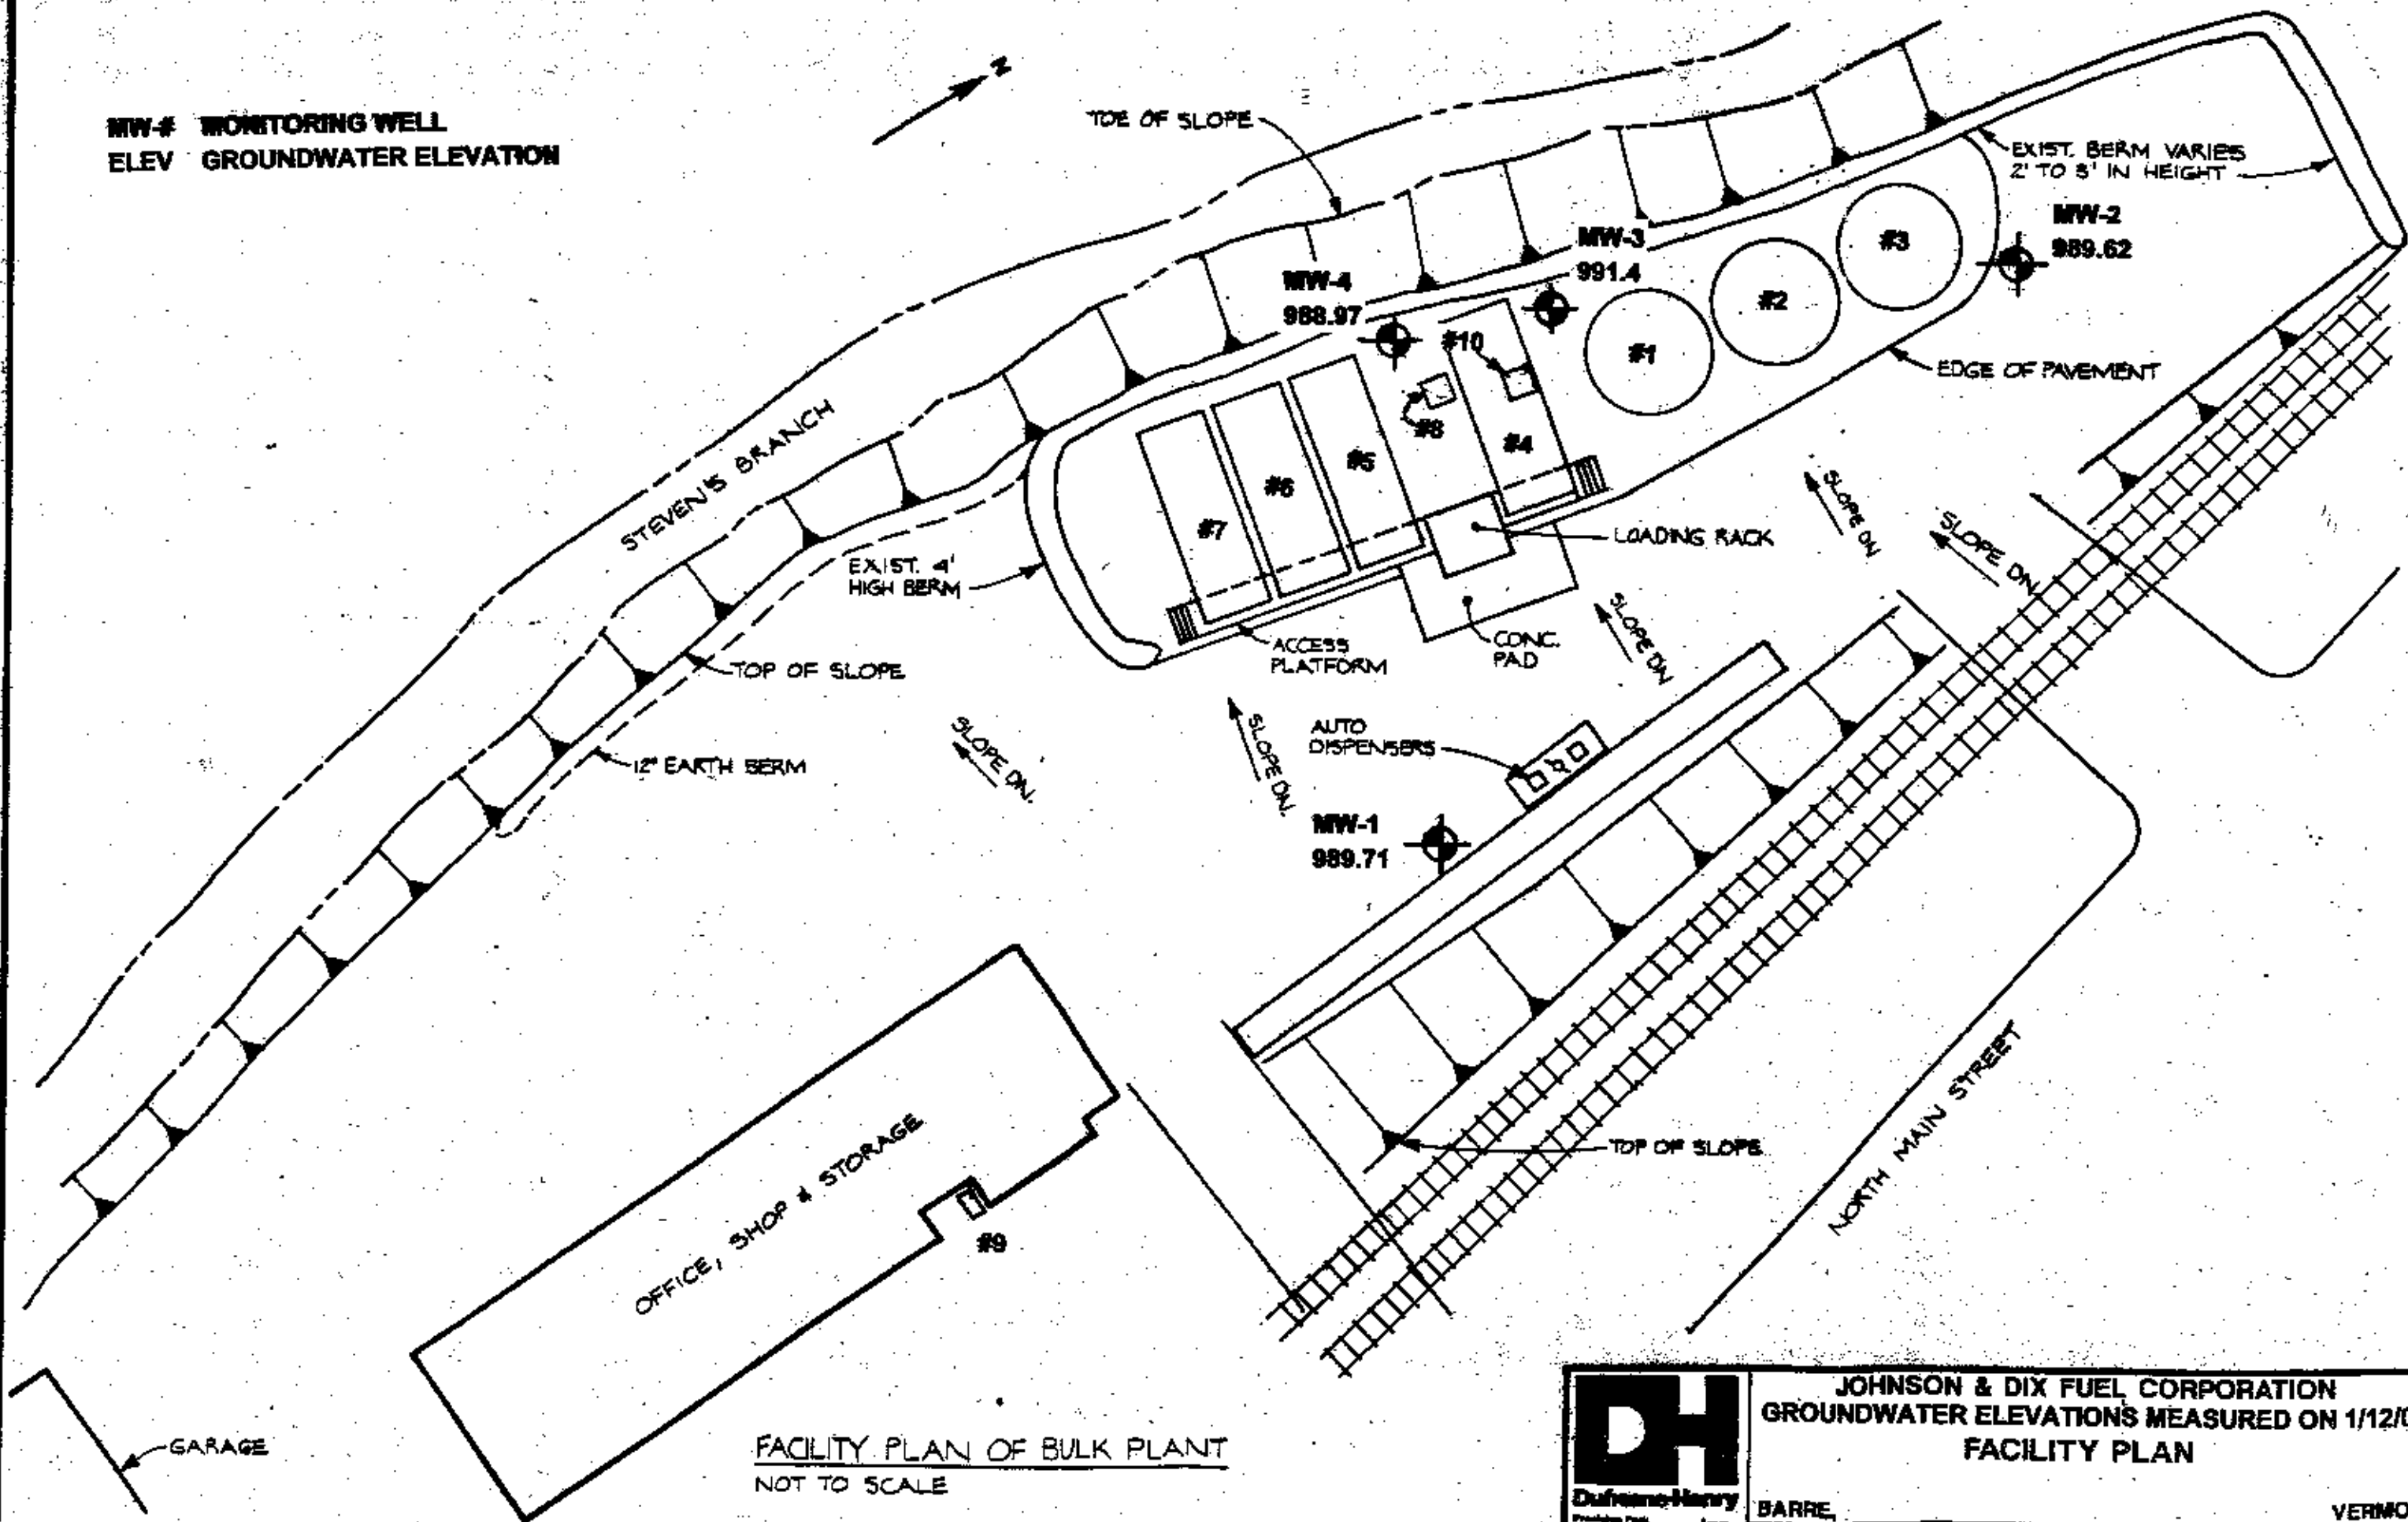 MW-# MONITORING WELL
ELEV GROUNDWATER ELEVATION
N
TOE OF SLOPE
EXIST. BERM VARIES
2' TO 3' IN HEIGHT
MW-2
989.62
MW-3
991.4
MW-4
988.97
#3
#2
#1
#10
#8
#4
#5
#6
#7
EDGE OF PAVEMENT
STEVEN'S BRANCH
EXIST. 4'
HIGH BERM
LOADING RACK
SLOPE DN
SLOPE DN.
ACCESS
PLATFORM
CONC.
PAD
SLOPE DN.
TOP OF SLOPE
12" EARTH BERM
SLOPE DN.
SLOPE DN.
AUTO
DISPENSERS
MW-1
989.71
TOP OF SLOPE
NORTH MAIN STREET
OFFICE, SHOP & STORAGE
#9
GARAGE
FACILITY PLAN OF BULK PLANT
NOT TO SCALE
DH
Dufresne-Henry
JOHNSON & DIX FUEL CORPORATION
GROUNDWATER ELEVATIONS MEASURED ON 1/12/0
FACILITY PLAN
BARRE, VERMO